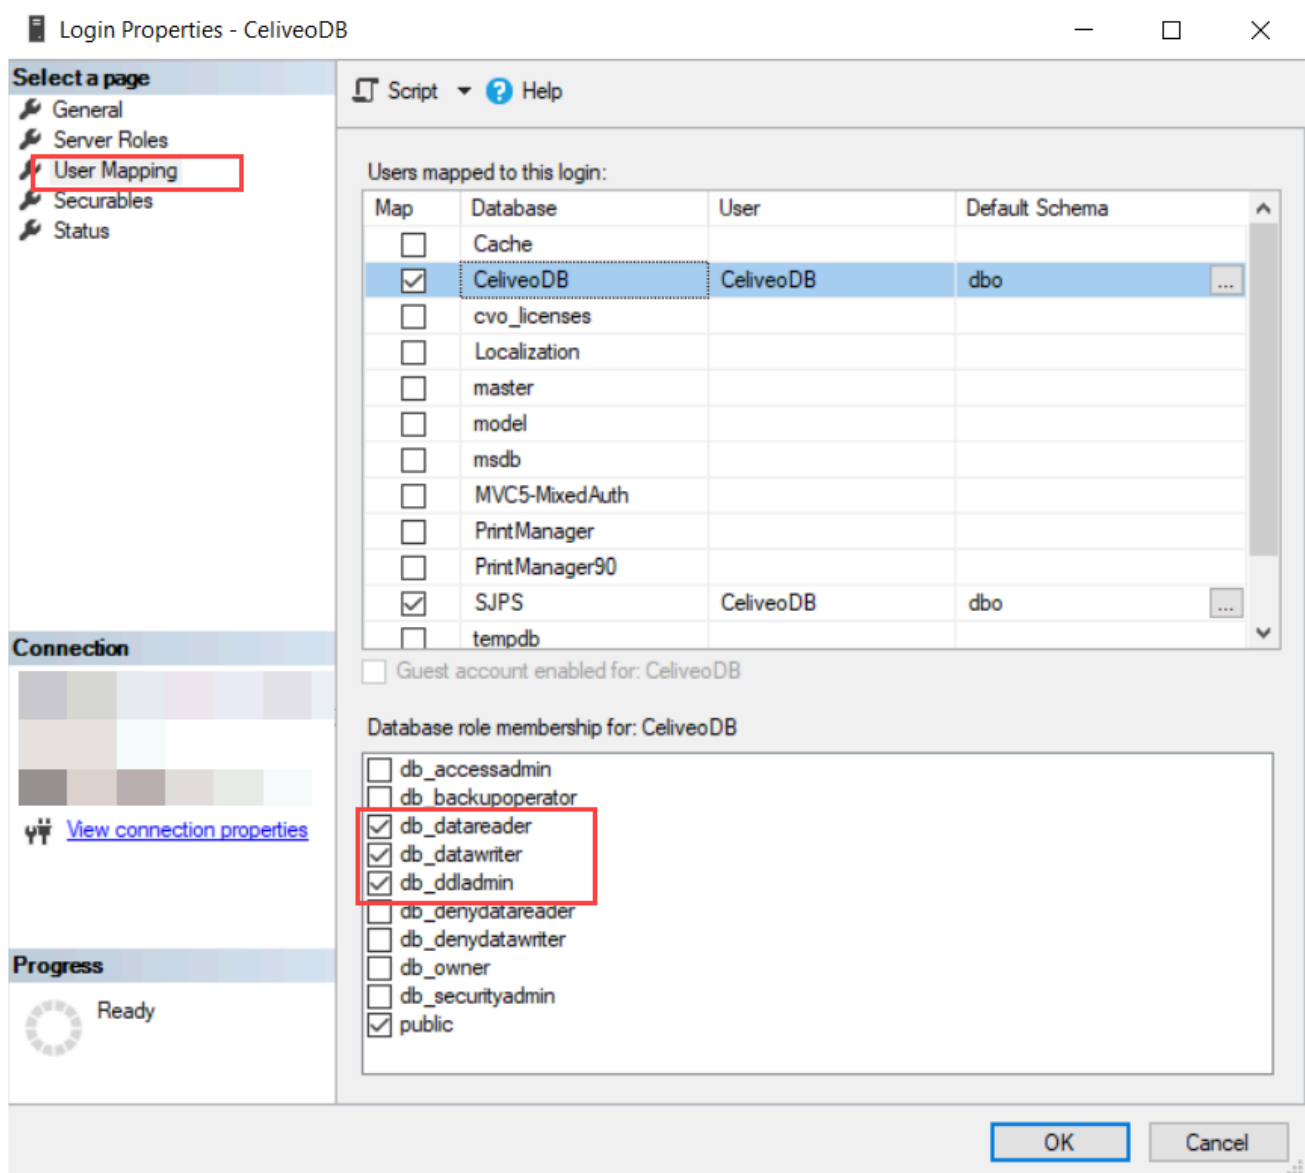 Login Properties - CeliveoDB
Select a page
General
Server Roles
User Mapping
Securables
Status
Script
Help
Users mapped to this login:
Map Database User Default Schema
Cache
CeliveoDB CeliveoDB dbo ...
cvo_licenses
Localization
master
model
msdb
MVC5-MixedAuth
PrintManager
PrintManager90
SJPS CeliveoDB dbo ...
tempdb
Guest account enabled for: CeliveoDB
Database role membership for: CeliveoDB
db_accessadmin
db_backupoperator
db_datareader
db_datawriter
db_ddladmin
db_denydatareader
db_denydatawriter
db_owner
db_securityadmin
public
Connection
View connection properties
Progress
Ready
OK
Cancel